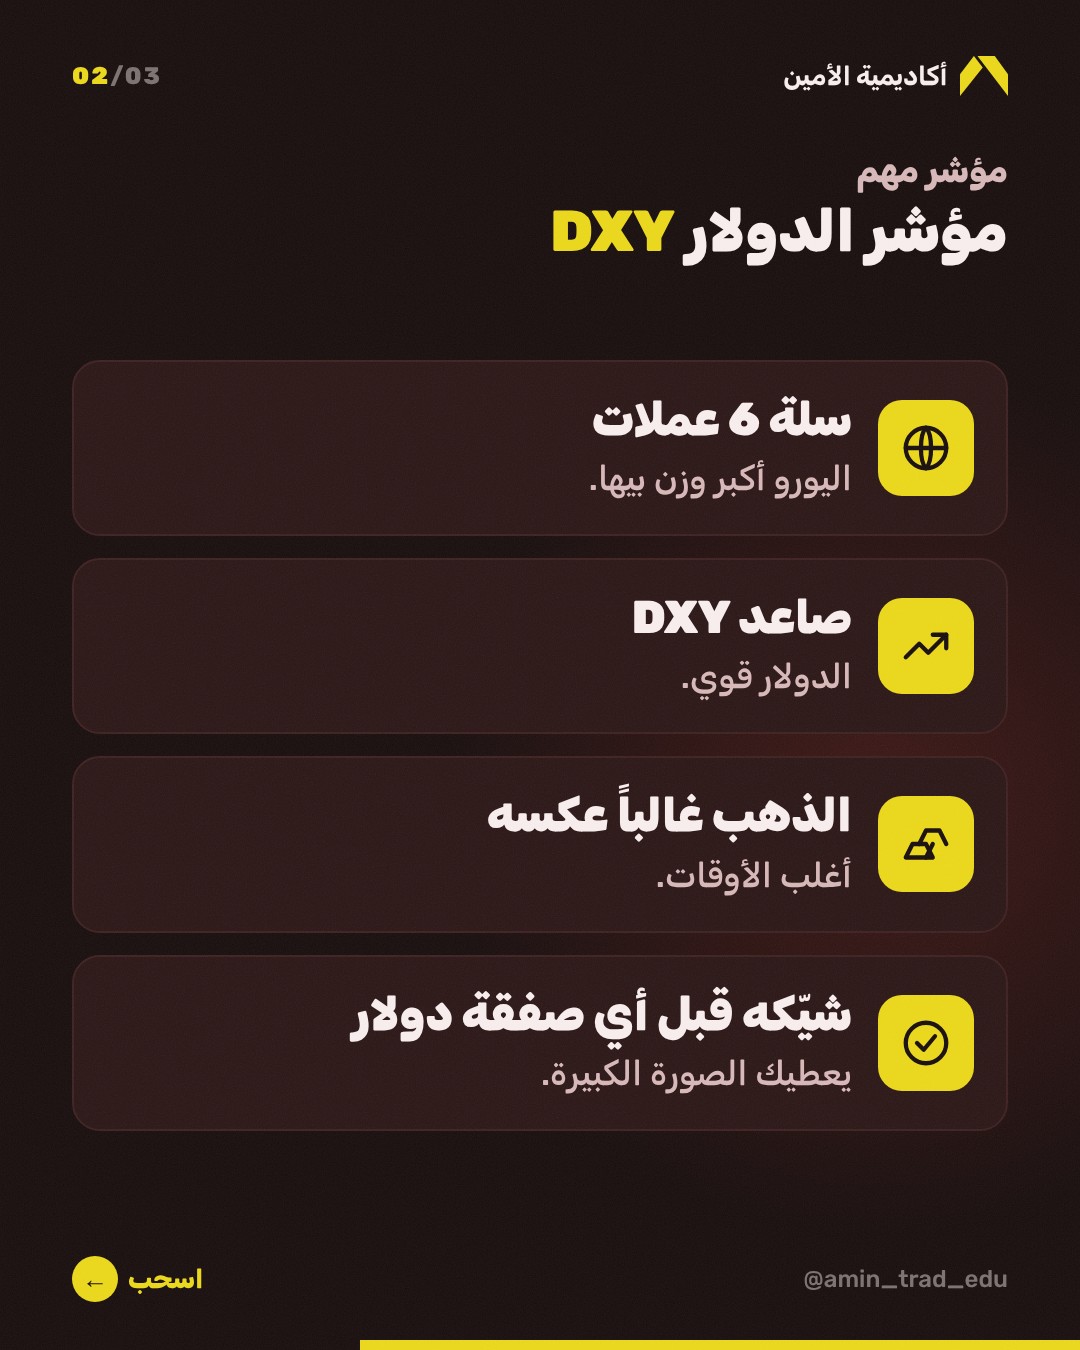 أكاديمية الأمين
02/03
مؤشر مهم
مؤشر الدولار DXY
سلة 6 عملات
اليورو أكبر وزن بيها.
صاعد DXY
الدولار قوي.
الذهب غالباً عكسه
أغلب الأوقات.
شيّكه قبل أي صفقة دولار
يعطيك الصورة الكبيرة.
@amin_trad_edu
اسحب ←